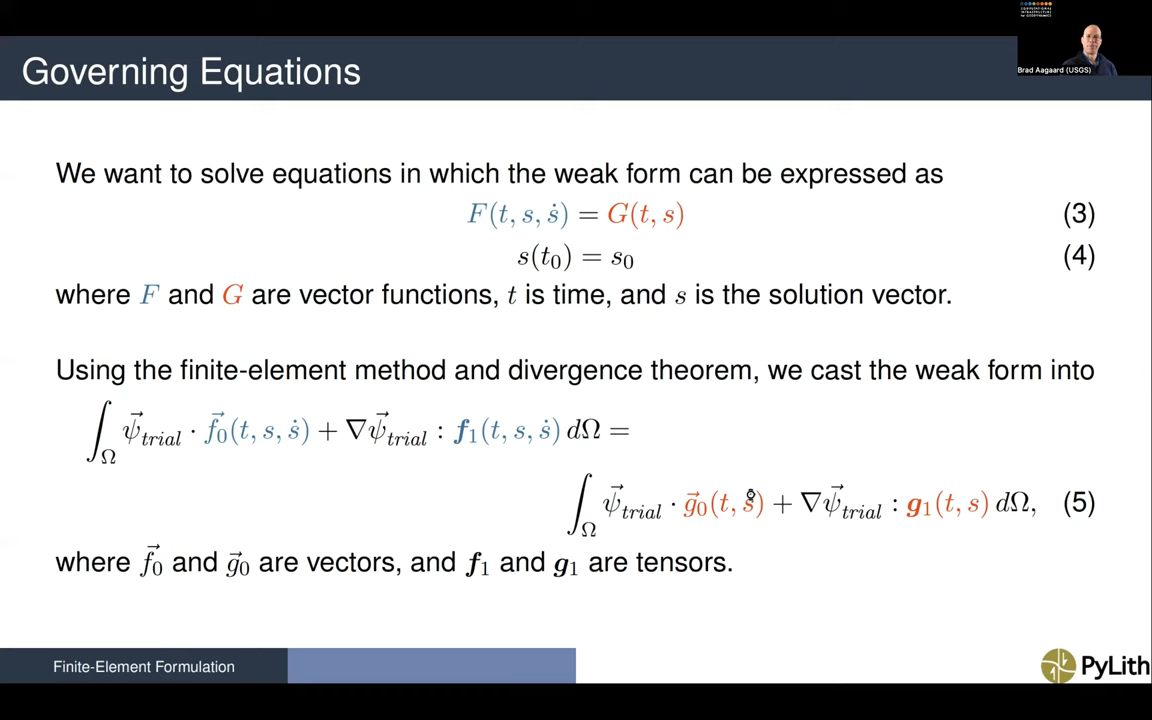 COMPUTATIONAL
INFRASTRUCTURE
for GEODYNAMICS
Brad Aagaard (USGS)
Governing Equations
We want to solve equations in which the weak form can be expressed as
F(t, s, ṡ) = G(t, s) (3)
s(t₀) = s₀ (4)
where F and G are vector functions, t is time, and s is the solution vector.
Using the finite-element method and divergence theorem, we cast the weak form into
∫_Ω ψ⃗_trial · f⃗₀(t, s, ṡ) + ∇ψ⃗_trial : 𝒇₁(t, s, ṡ) dΩ =
∫_Ω ψ⃗_trial · g⃗₀(t, s) + ∇ψ⃗_trial : 𝒈₁(t, s) dΩ, (5)
where f⃗₀ and g⃗₀ are vectors, and 𝒇₁ and 𝒈₁ are tensors.
Finite-Element Formulation
PyLith